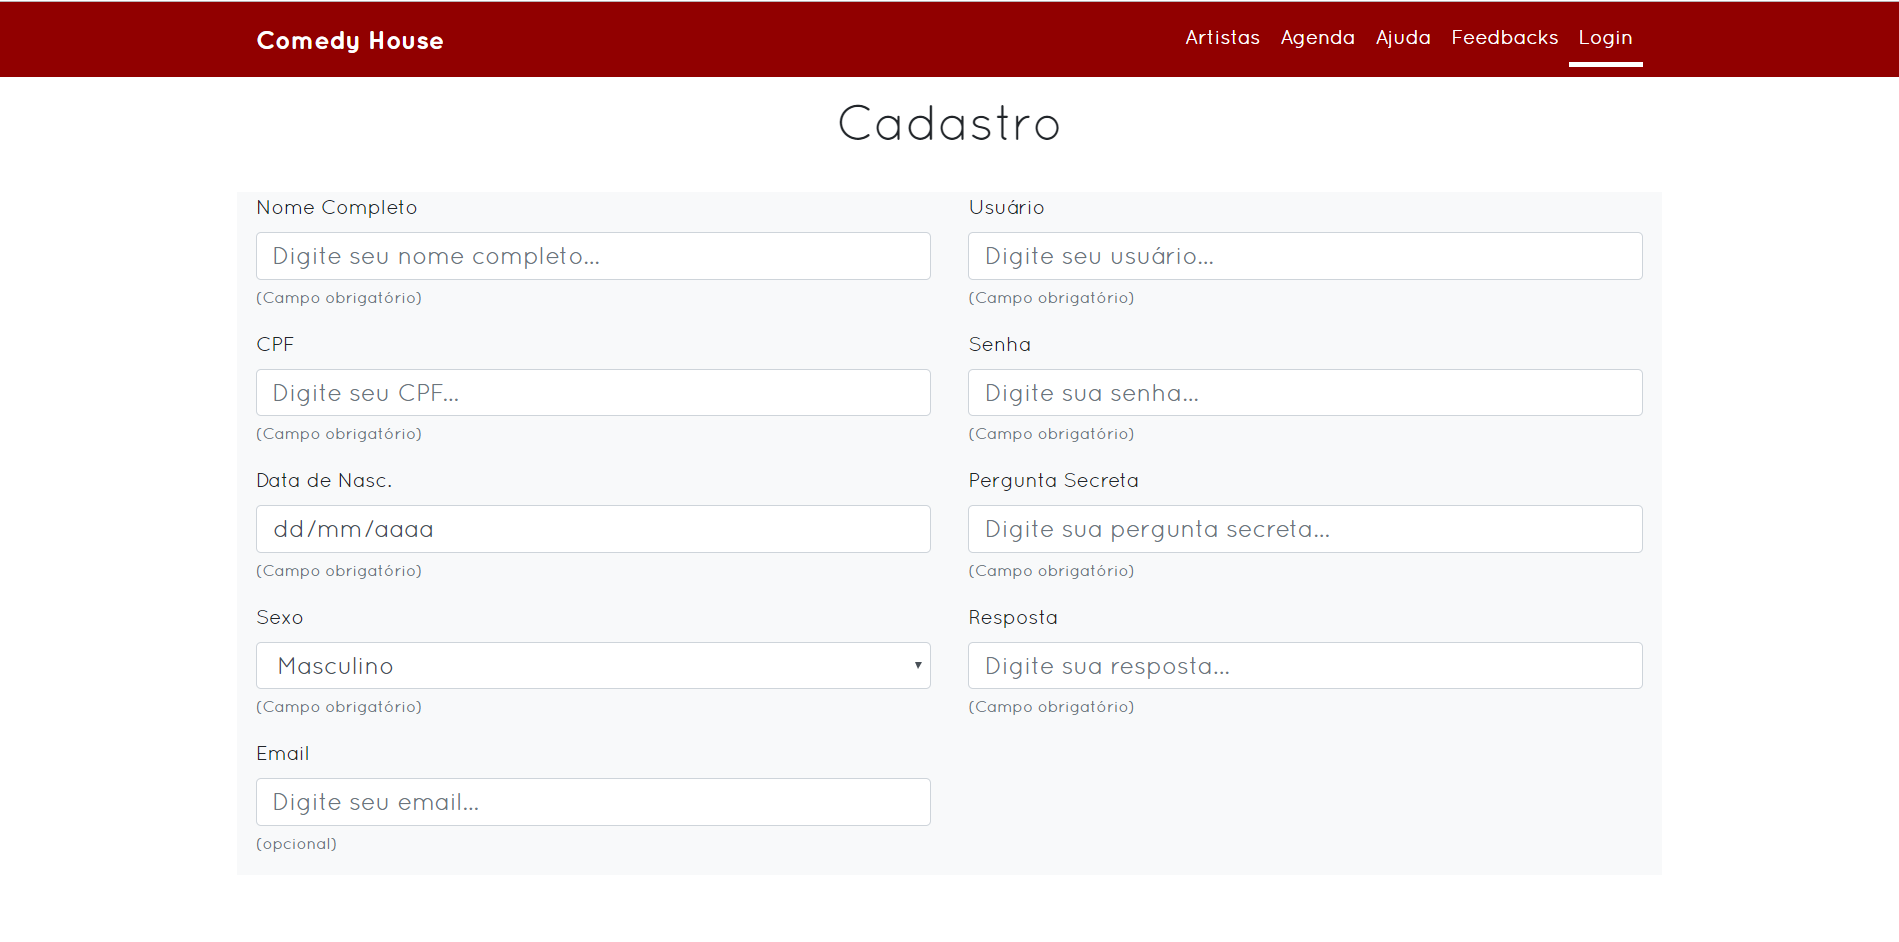 Comedy House
Artistas Agenda Ajuda Feedbacks Login
Cadastro
Nome Completo
Digite seu nome completo...
(Campo obrigatório)
CPF
Digite seu CPF...
(Campo obrigatório)
Data de Nasc.
dd/mm/aaaa
(Campo obrigatório)
Sexo
Masculino
(Campo obrigatório)
Email
Digite seu email...
(opcional)
Usuário
Digite seu usuário...
(Campo obrigatório)
Senha
Digite sua senha...
(Campo obrigatório)
Pergunta Secreta
Digite sua pergunta secreta...
(Campo obrigatório)
Resposta
Digite sua resposta...
(Campo obrigatório)